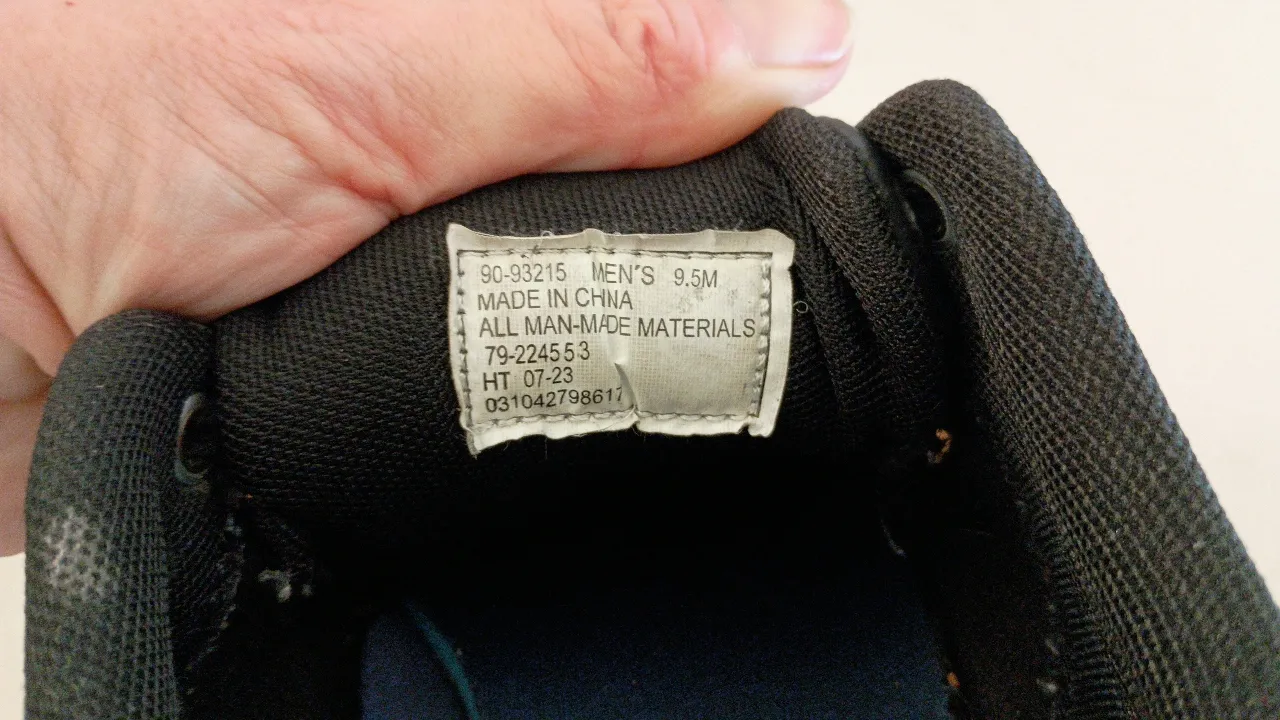 90-93215 MEN'S 9.5M
MADE IN CHINA
ALL MAN-MADE MATERIALS
79-224553
HT 07-23
031042798617